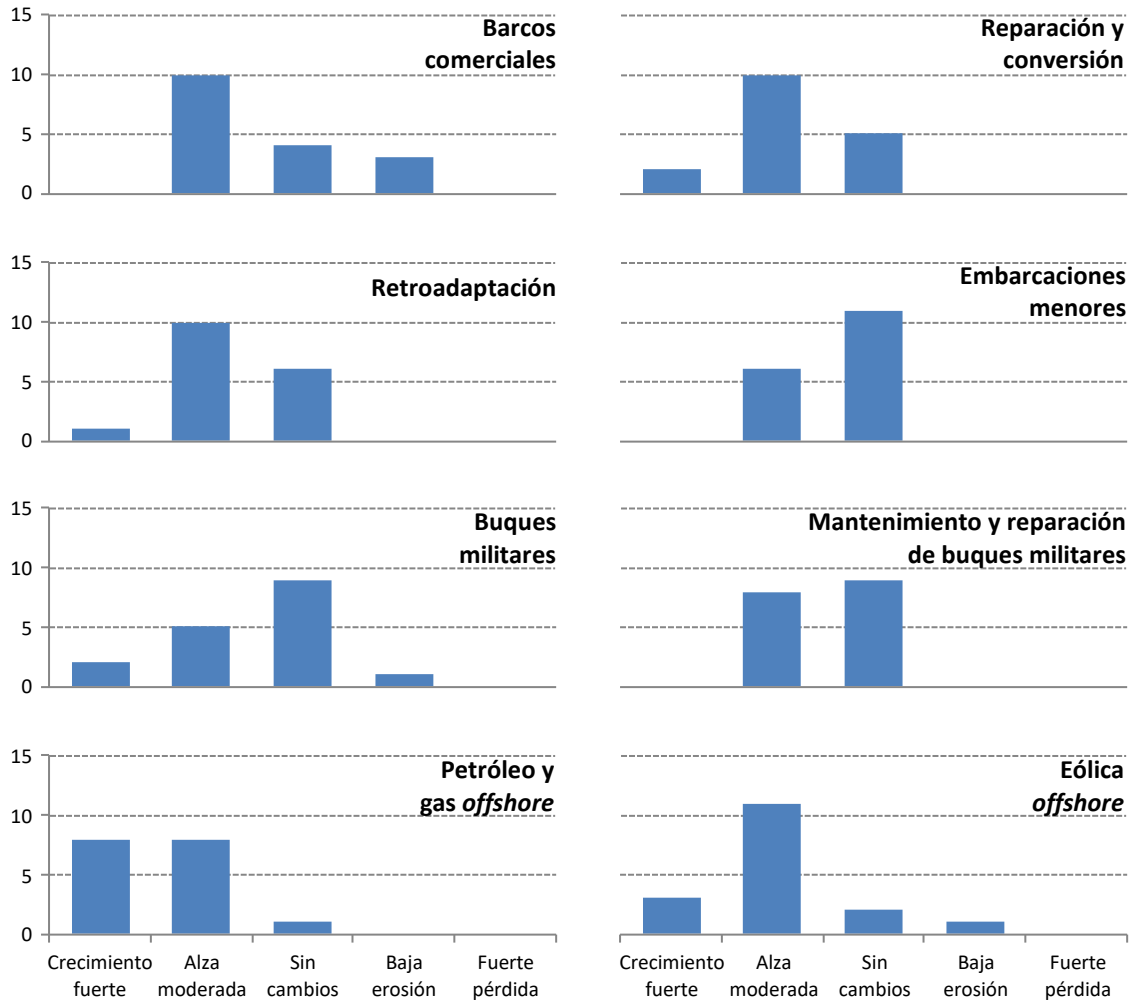 15
10
5
0
Barcos
comerciales
Reparación y
conversión
15
10
5
0
Retroadaptación
Embarcaciones
menores
15
10
5
0
Buques
militares
Mantenimiento y reparación
de buques militares
15
10
5
0
Petróleo y
gas offshore
Eólica
offshore
Crecimiento
fuerte
Alza
moderada
Sin
cambios
Baja
erosión
Fuerte
pérdida
Crecimiento
fuerte
Alza
moderada
Sin
cambios
Baja
erosión
Fuerte
pérdida